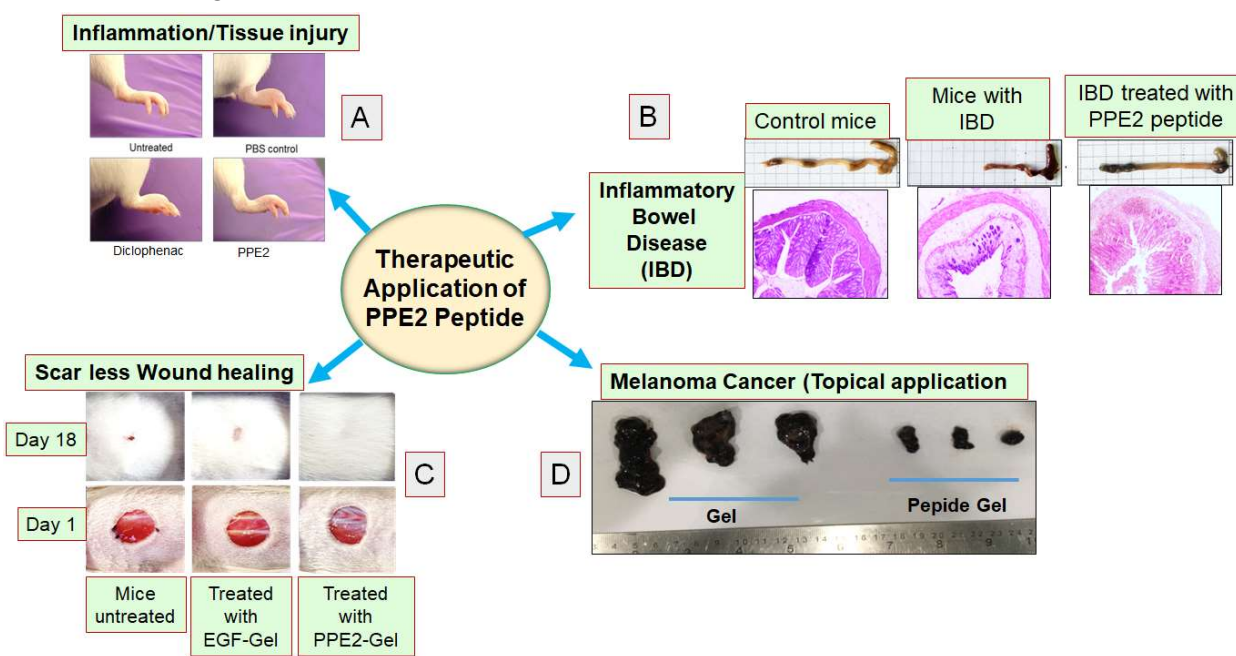 Inflammation/Tissue injury
Untreated
PBS control
Diclophenac
PPE2
A
B
Control mice
Mice with
IBD
IBD treated with
PPE2 peptide
Inflammatory
Bowel
Disease
(IBD)
Therapeutic
Application of
PPE2 Peptide
Scar less Wound healing
Day 18
Day 1
C
Mice
untreated
Treated
with
EGF-Gel
Treated
with
PPE2-Gel
Melanoma Cancer (Topical application
D
Gel
Pepide Gel